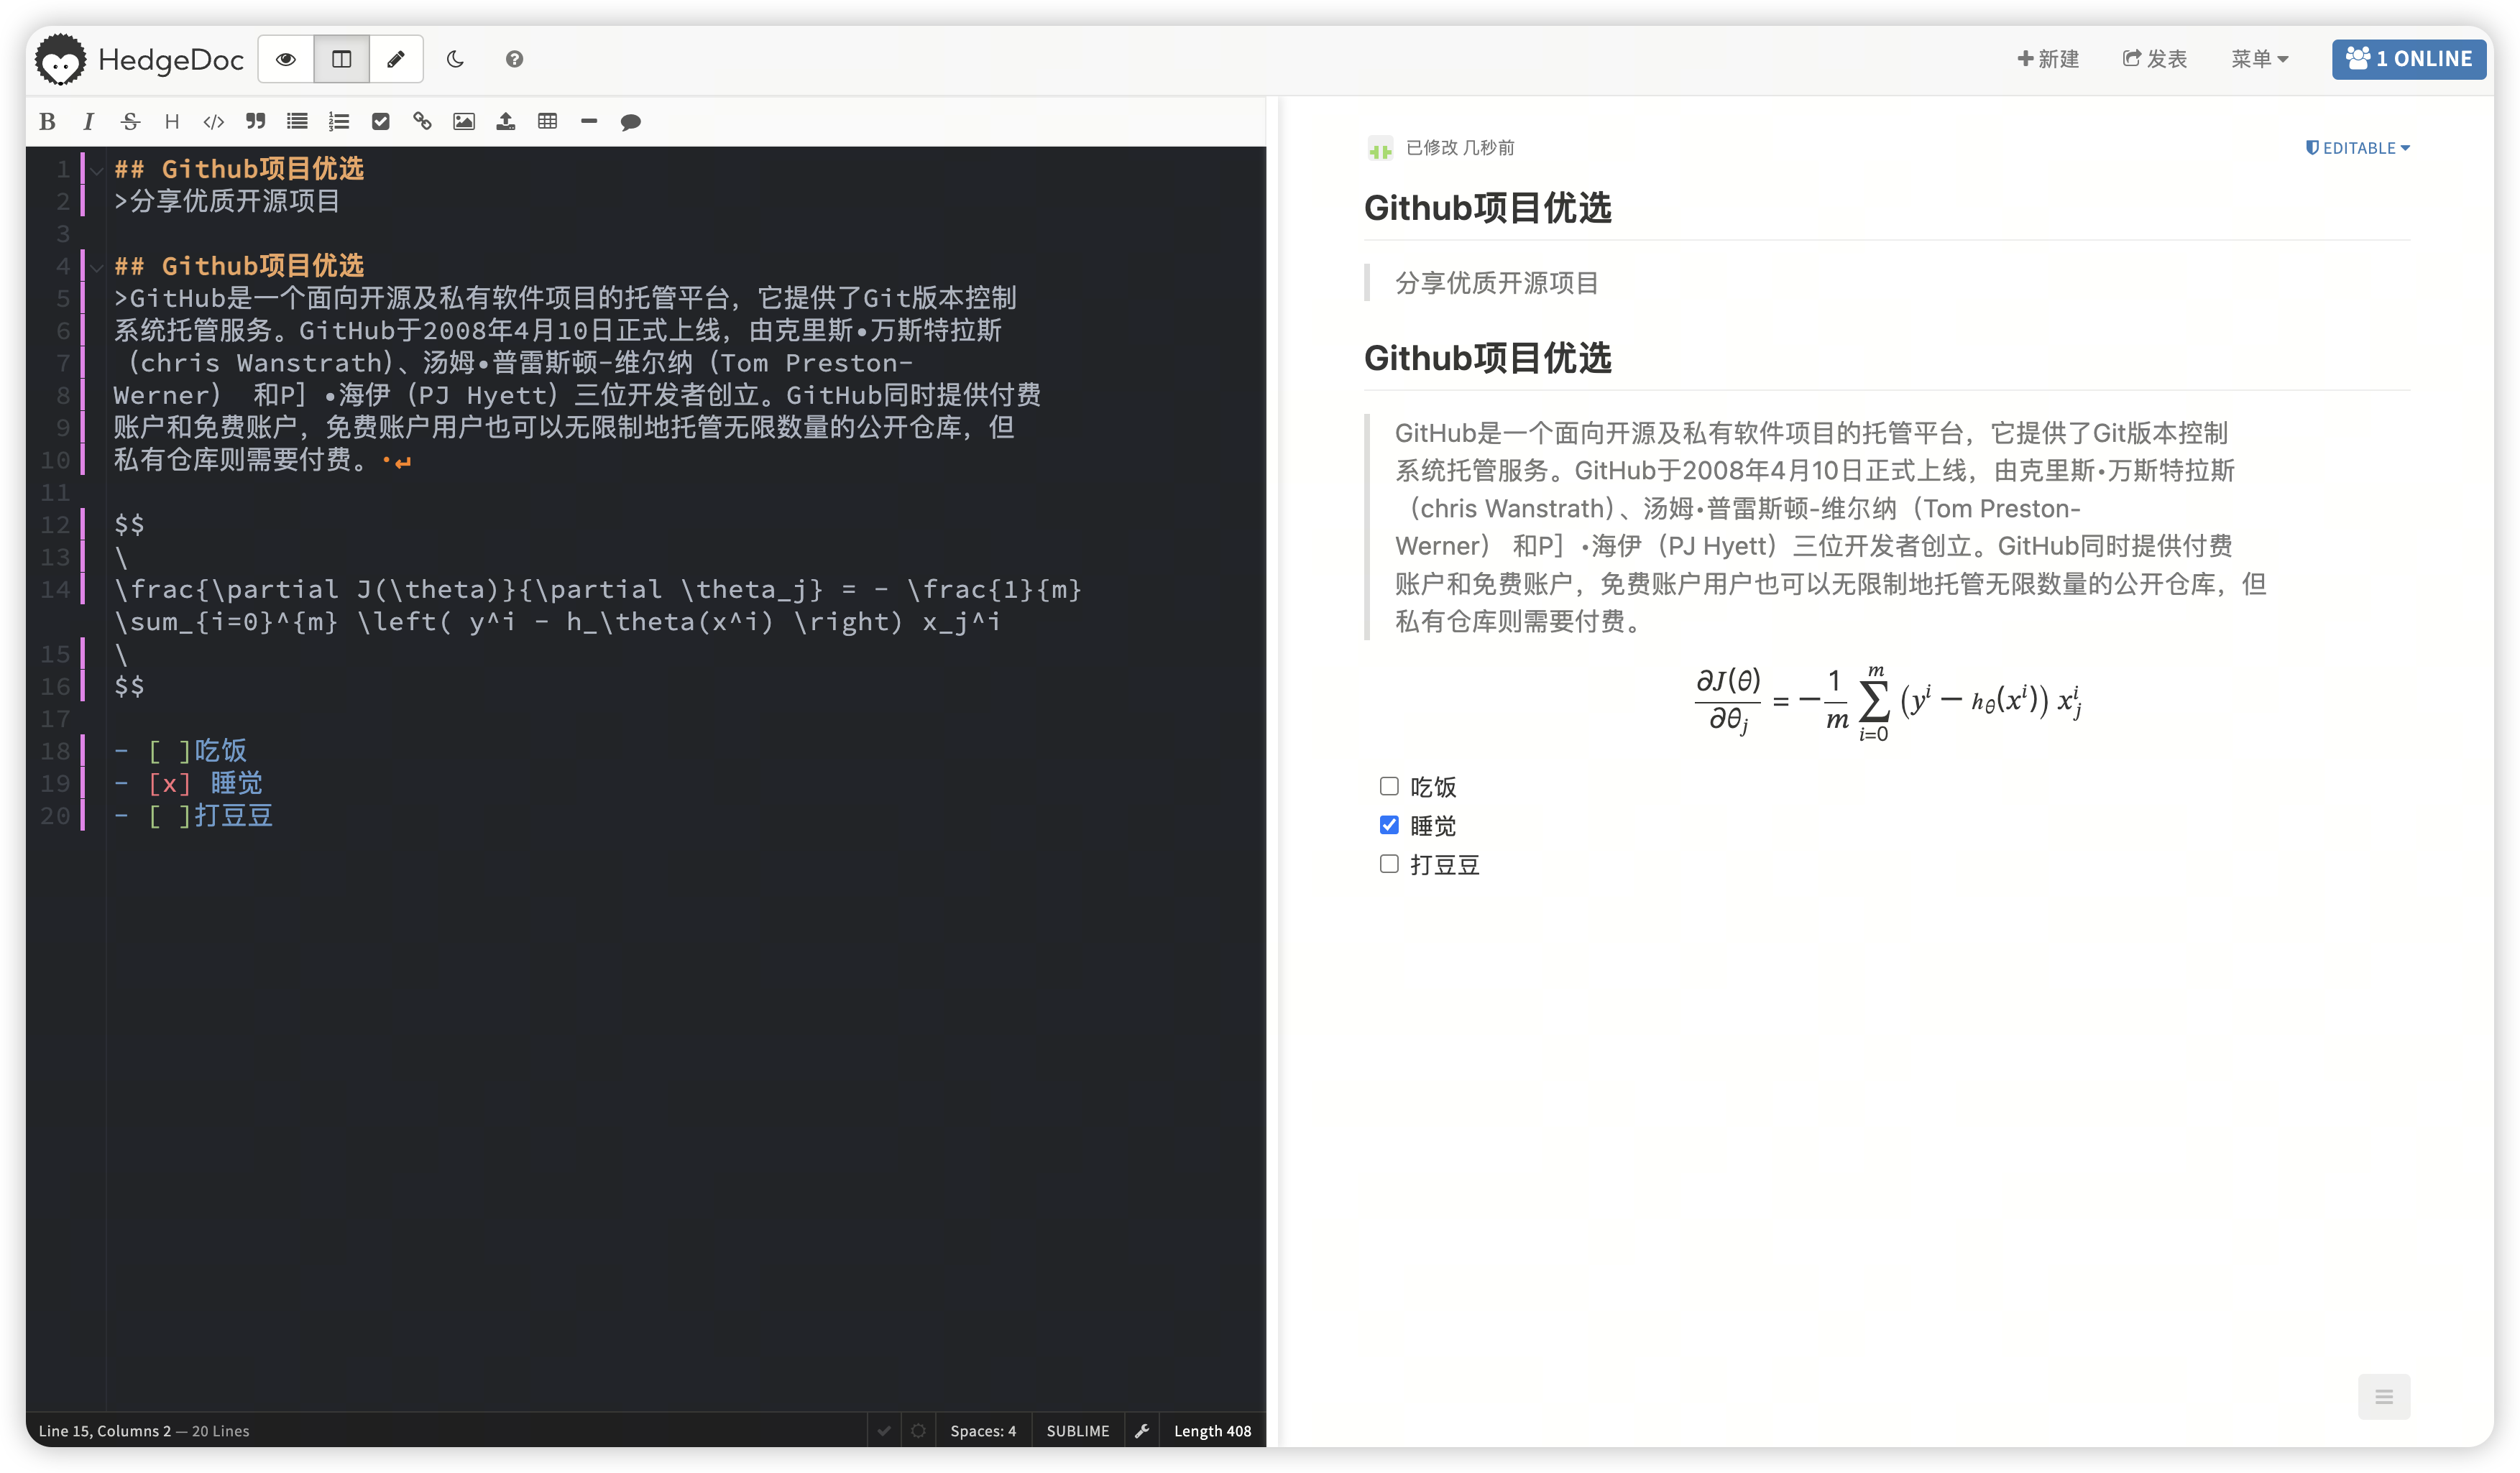 HedgeDoc
新建
发表
菜单
1 ONLINE
B I S H </>
1 ## Github项目优选
2 >分享优质开源项目
3
4 ## Github项目优选
5 >GitHub是一个面向开源及私有软件项目的托管平台，它提供了Git版本控制
6 系统托管服务。GitHub于2008年4月10日正式上线，由克里斯•万斯特拉斯
7 （chris Wanstrath）、汤姆•普雷斯顿-维尔纳（Tom Preston-
8 Werner） 和P］•海伊（PJ Hyett）三位开发者创立。GitHub同时提供付费
9 账户和免费账户，免费账户用户也可以无限制地托管无限数量的公开仓库，但
10 私有仓库则需要付费。
11
12 $$
13 \
14 \frac{\partial J(\theta)}{\partial \theta_j} = - \frac{1}{m}
\sum_{i=0}^{m} \left( y^i - h_\theta(x^i) \right) x_j^i
15 \
16 $$
17
18 - [ ]吃饭
19 - [x] 睡觉
20 - [ ]打豆豆
Line 15, Columns 2 — 20 Lines
Spaces: 4
SUBLIME
Length 408
已修改 几秒前
EDITABLE
Github项目优选
分享优质开源项目
Github项目优选
GitHub是一个面向开源及私有软件项目的托管平台，它提供了Git版本控制
系统托管服务。GitHub于2008年4月10日正式上线，由克里斯•万斯特拉斯
（chris Wanstrath）、汤姆•普雷斯顿-维尔纳（Tom Preston-
Werner） 和P］•海伊（PJ Hyett）三位开发者创立。GitHub同时提供付费
账户和免费账户，免费账户用户也可以无限制地托管无限数量的公开仓库，但
私有仓库则需要付费。
∂J(θ)/∂θ_j = − 1/m ∑_{i=0}^{m} (y^i − h_θ(x^i)) x_j^i
吃饭
睡觉
打豆豆